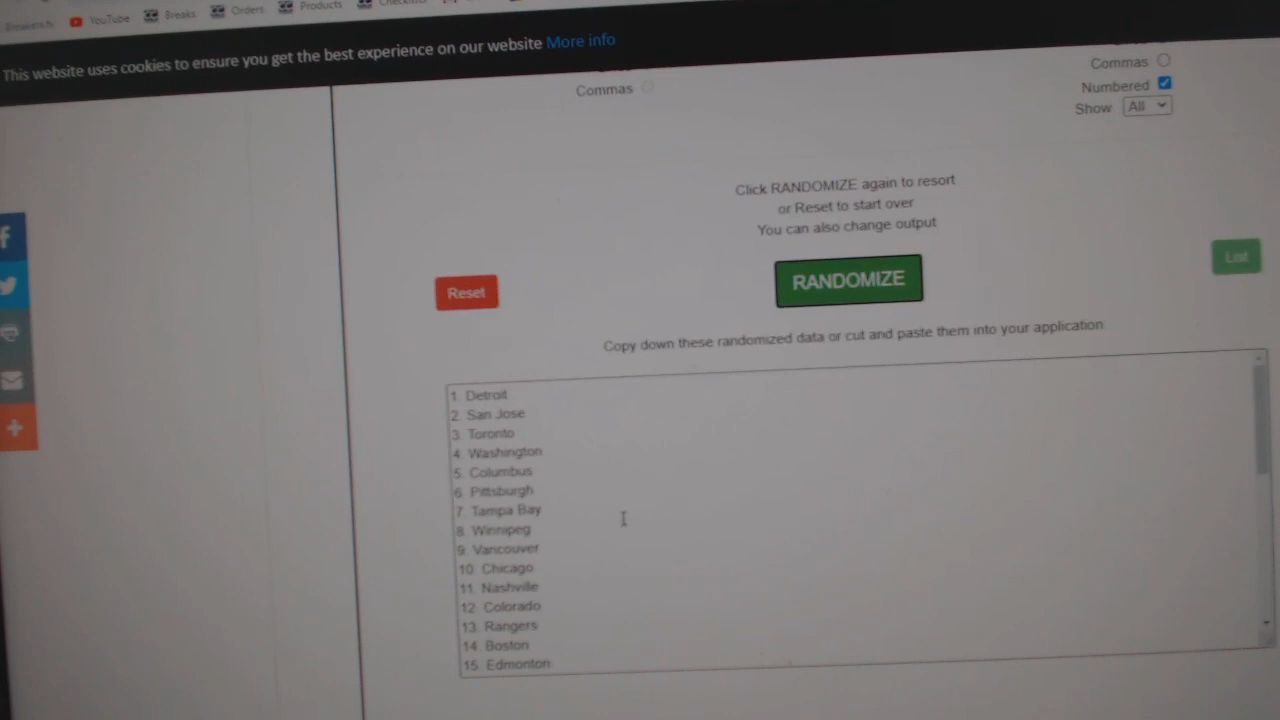 YouTube Breaks Orders Products
This website uses cookies to ensure you get the best experience on our website More info
Commas
Commas
Numbered
Show All
Click RANDOMIZE again to resort
or Reset to start over
You can also change output
Reset
RANDOMIZE
List
Copy down these randomized data or cut and paste them into your application
1. Detroit
2. San Jose
3. Toronto
4. Washington
5. Columbus
6. Pittsburgh
7. Tampa Bay
8. Winnipeg
9. Vancouver
10. Chicago
11. Nashville
12. Colorado
13. Rangers
14. Boston
15. Edmonton